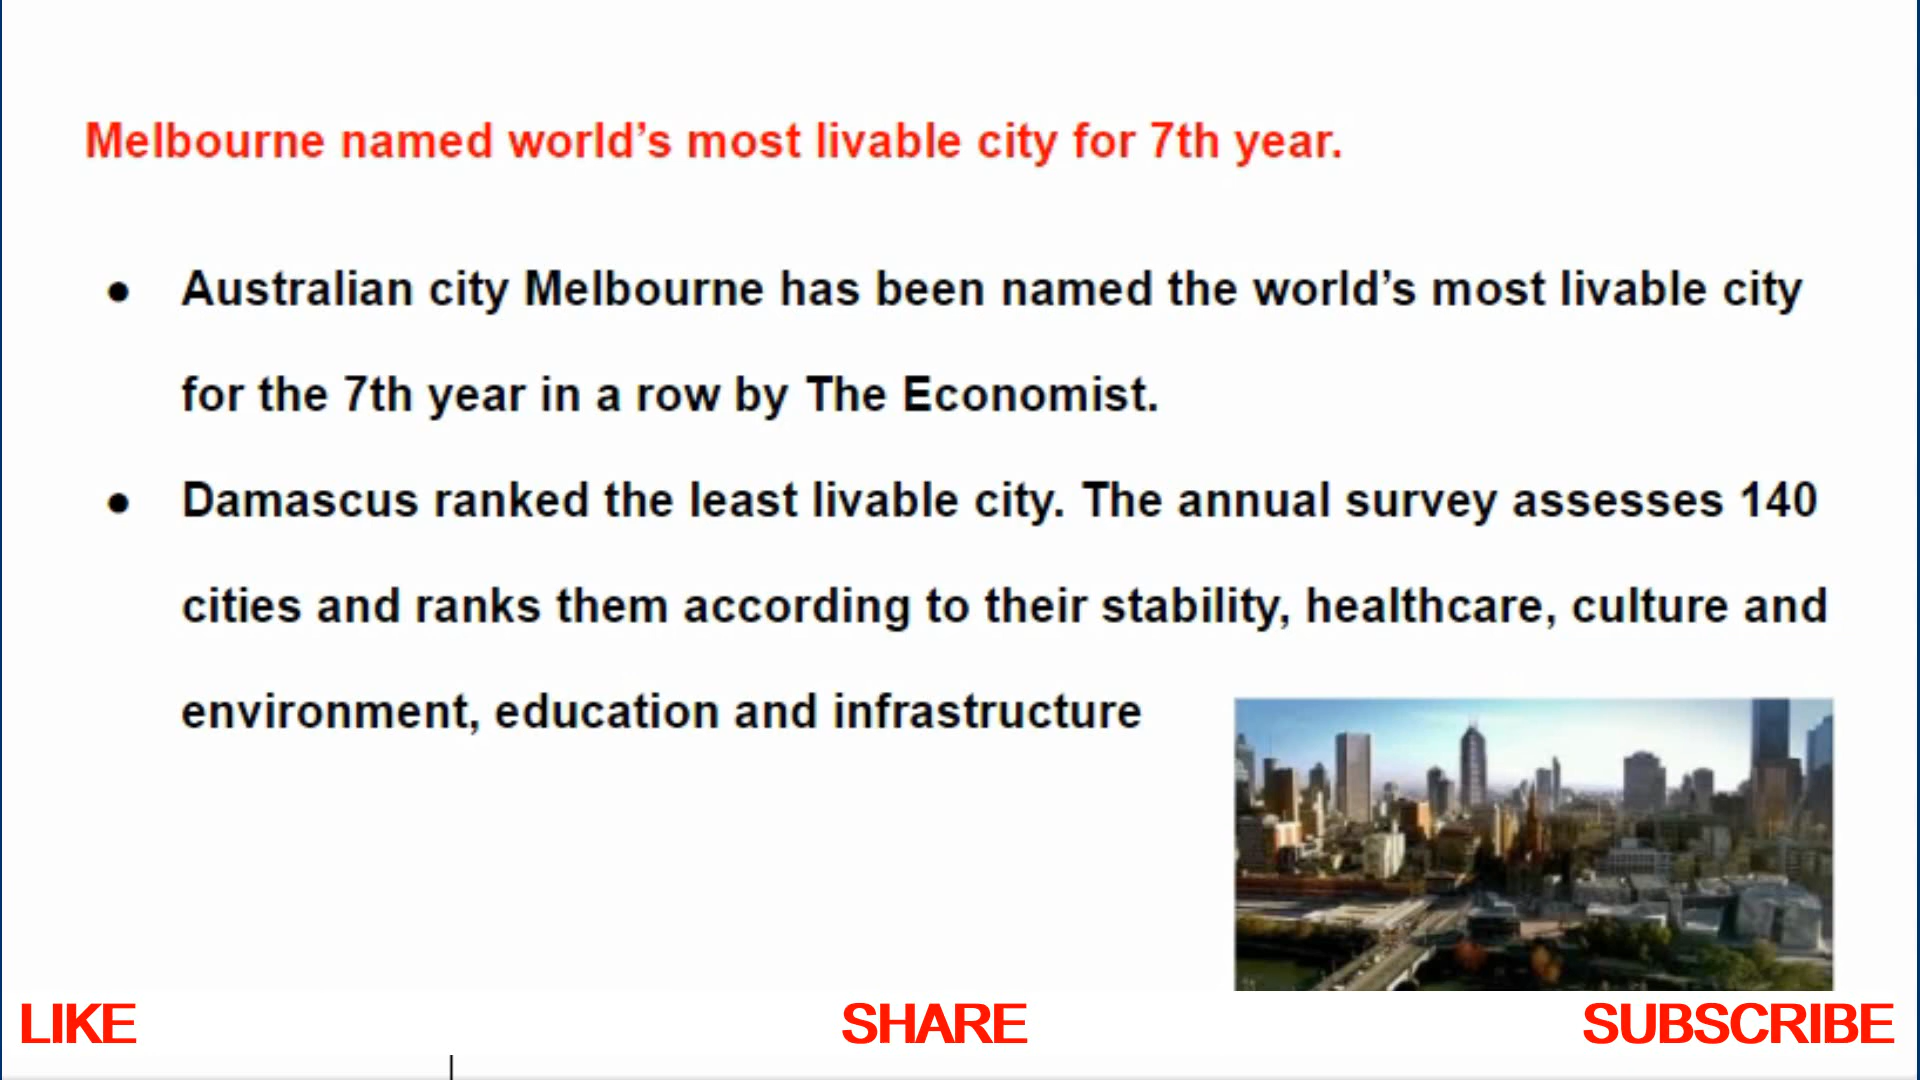 Melbourne named world’s most livable city for 7th year.
● Australian city Melbourne has been named the world’s most livable city
for the 7th year in a row by The Economist.
● Damascus ranked the least livable city. The annual survey assesses 140
cities and ranks them according to their stability, healthcare, culture and
environment, education and infrastructure
LIKE SHARE SUBSCRIBE